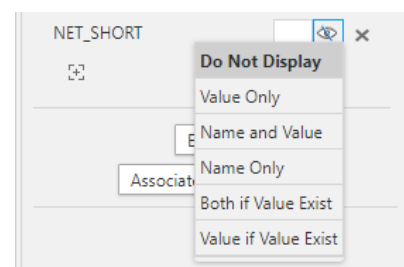 NET_SHORT
Do Not Display
Value Only
Name and Value
Name Only
Associat
Both if Value Exist
Value if Value Exist